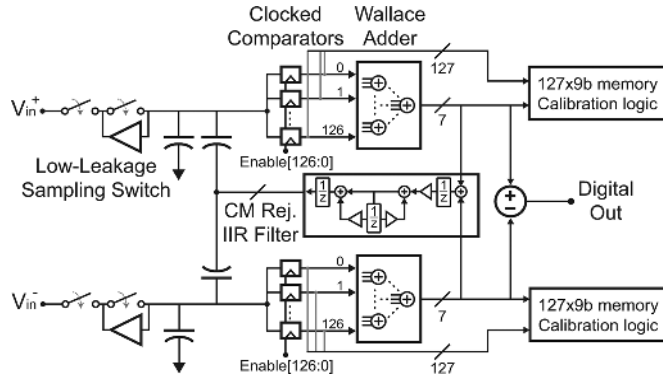 Clocked
Comparators
Wallace
Adder
0
1
126
127
7
127x9b memory
Calibration logic
Vin+
Low-Leakage
Sampling Switch
Enable[126:0]
CM Rej.
IIR Filter
1
z
1
z
1
z
+
−
Digital
Out
Vin-
0
1
126
7
127
Enable[126:0]
127x9b memory
Calibration logic